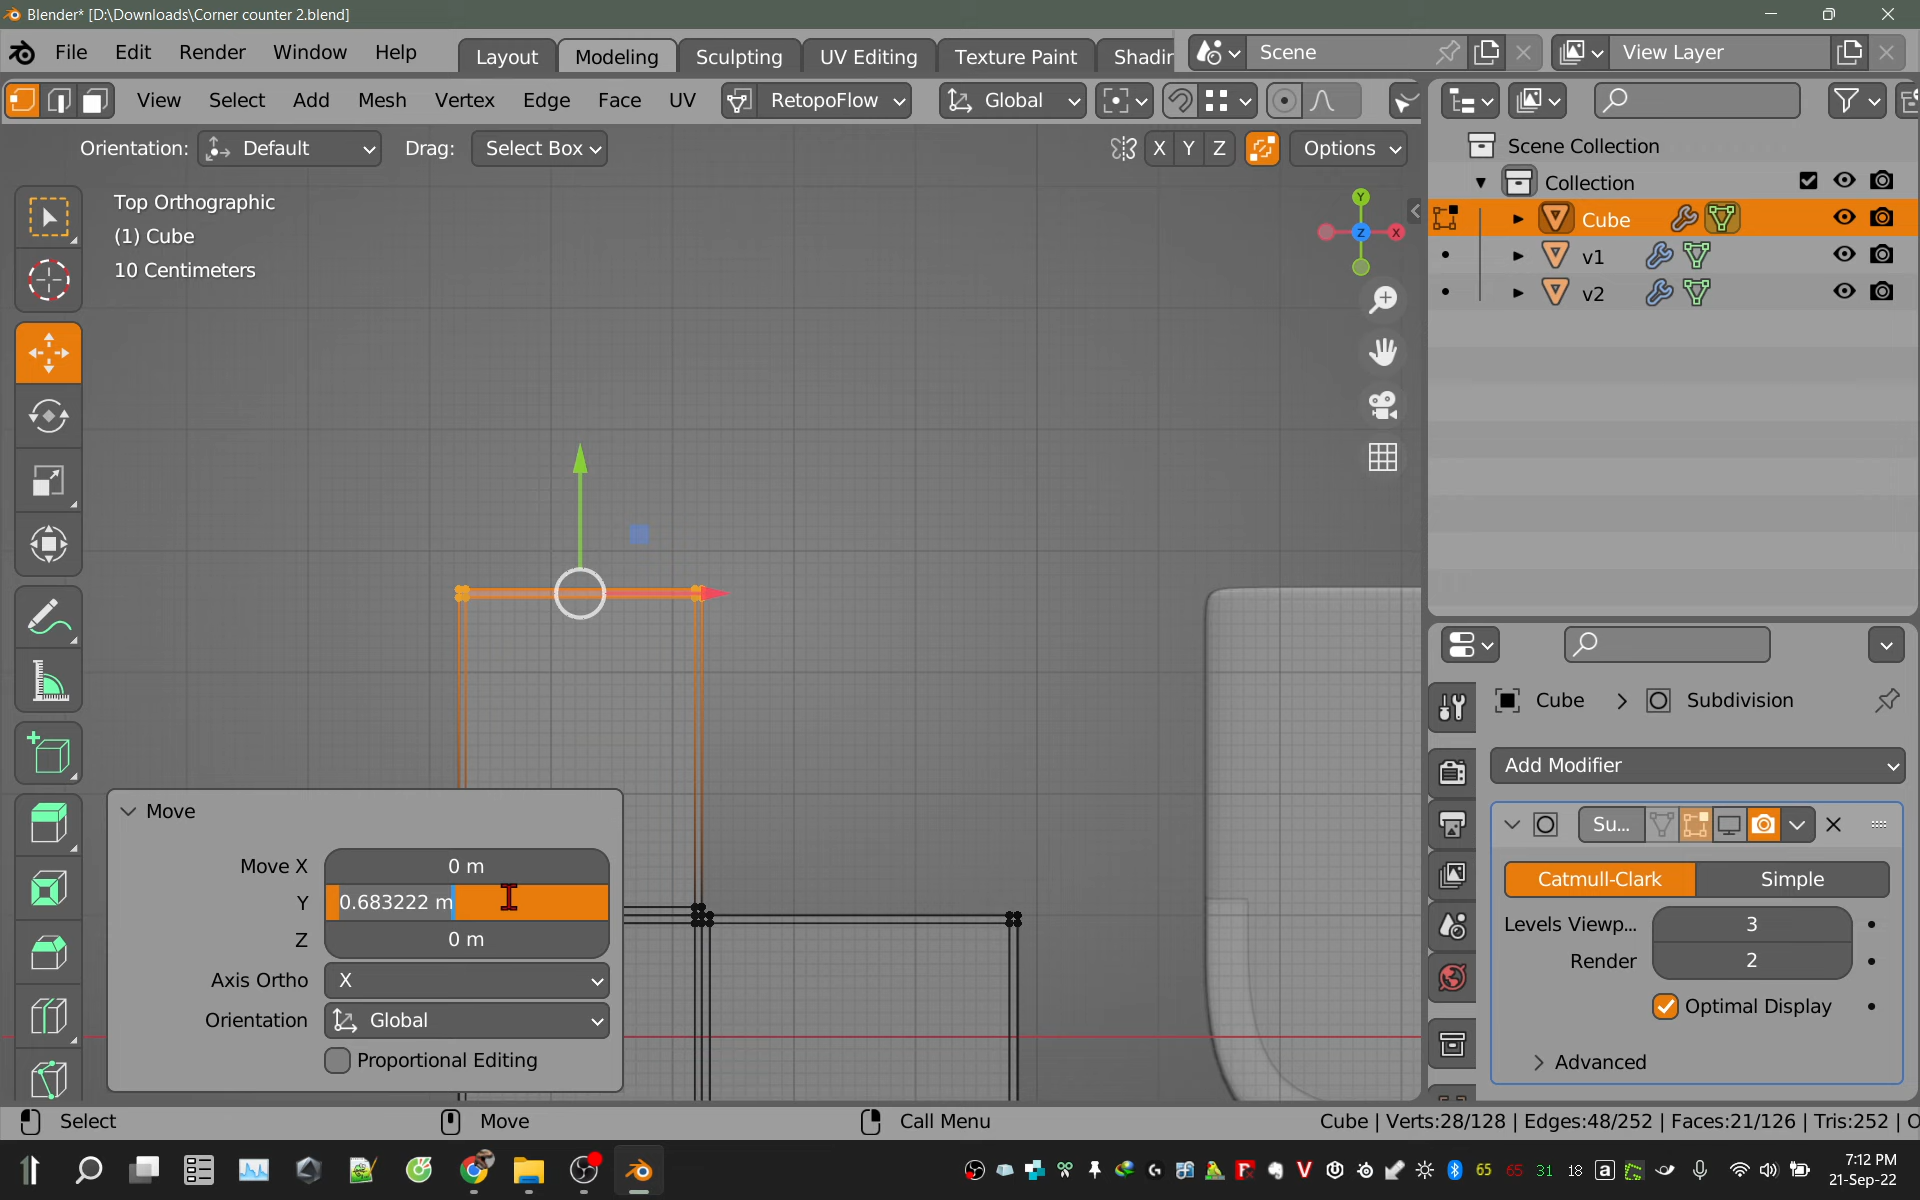 Blender* [D:\Downloads\Corner counter 2.blend]
File Edit Render Window Help Layout Modeling Sculpting UV Editing Texture Paint Shadin Scene View Layer
View Select Add Mesh Vertex Edge Face UV RetopoFlow Global
Orientation: Default Drag: Select Box X Y Z Options
Scene Collection
Collection
Cube
v1
v2
Top Orthographic
(1) Cube
10 Centimeters
Y
Z
X
Cube Subdivision
Add Modifier
Su...
Catmull-Clark Simple
Levels Viewp... 3
Render 2
Optimal Display
Advanced
Move
Move X 0 m
Y 0.683222 m
Z 0 m
Axis Ortho X
Orientation Global
Proportional Editing
Select Move Call Menu Cube | Verts:28/128 | Edges:48/252 | Faces:21/126 | Tris:252 | O
65 65 31 18 a
7:12 PM
21-Sep-22